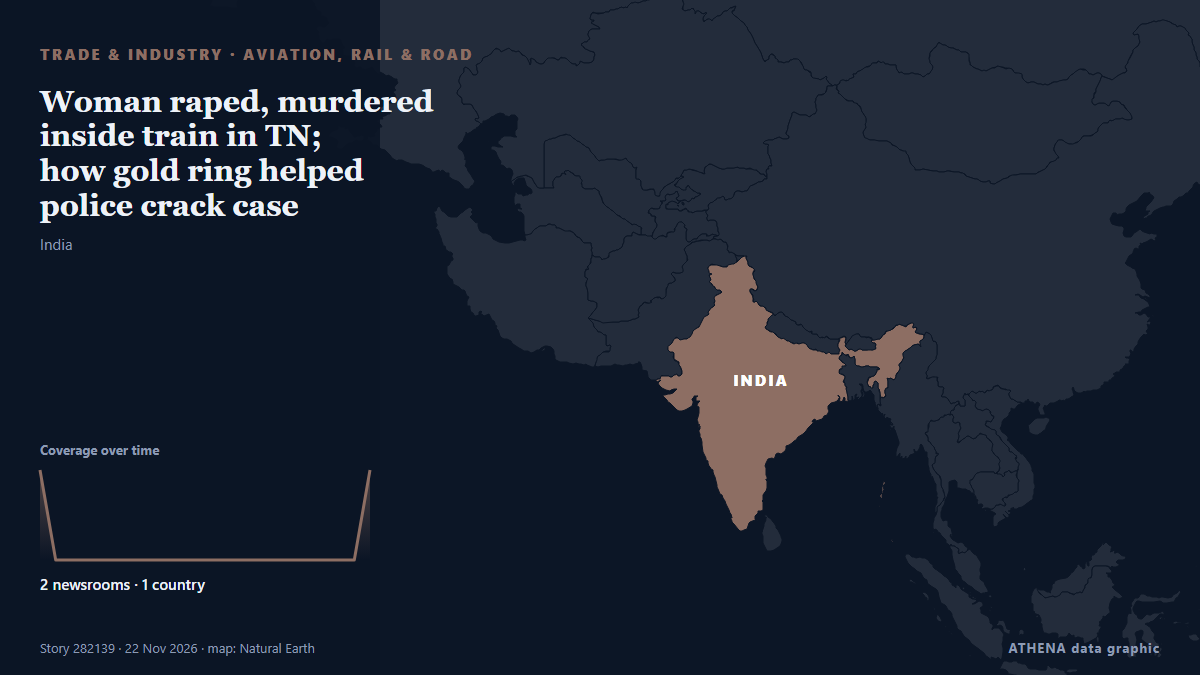 TRADE & INDUSTRY · AVIATION, RAIL & ROAD
Woman raped, murdered
inside train in TN;
how gold ring helped
police crack case
India
INDIA
Coverage over time
2 newsrooms · 1 country
Story 282139 · 22 Nov 2026 · map: Natural Earth
ATHENA data graphic